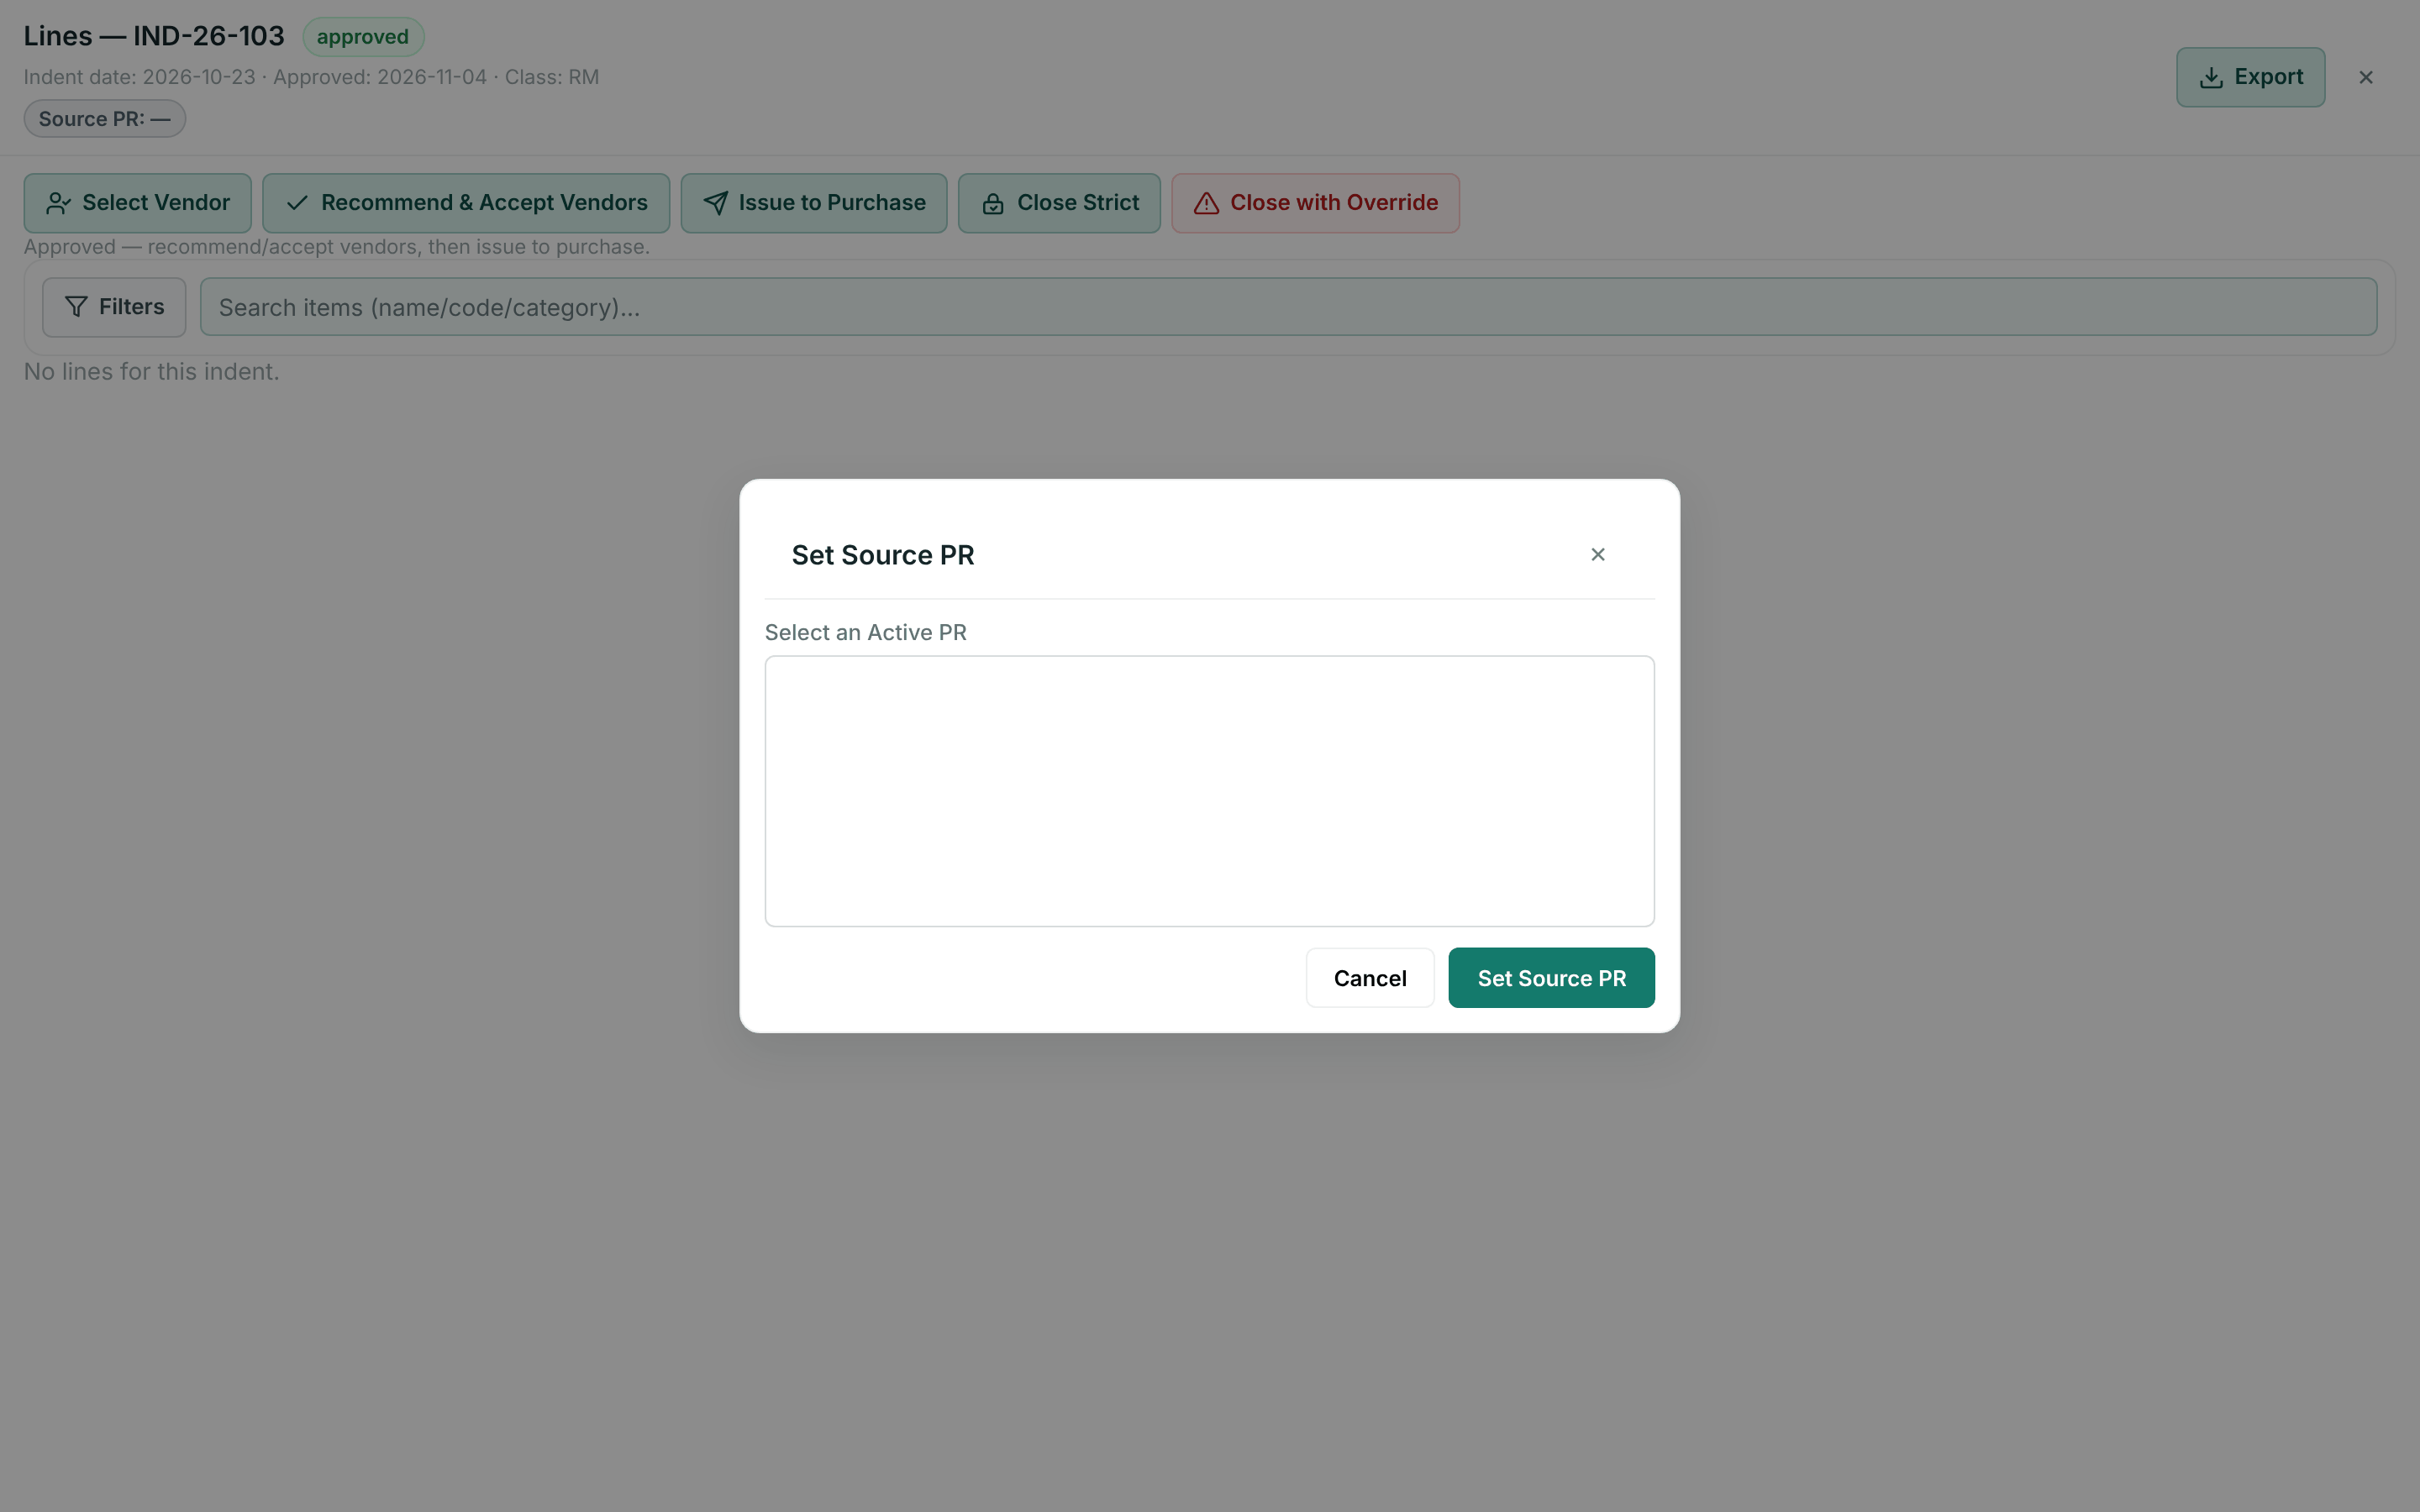 Lines — IND-26-103 approved
Indent date: 2026-10-23 · Approved: 2026-11-04 · Class: RM
Source PR: —
Export ×
Select Vendor Recommend & Accept Vendors Issue to Purchase Close Strict Close with Override
Approved — recommend/accept vendors, then issue to purchase.
Filters Search items (name/code/category)...
No lines for this indent.
Set Source PR ×
Select an Active PR
Cancel Set Source PR